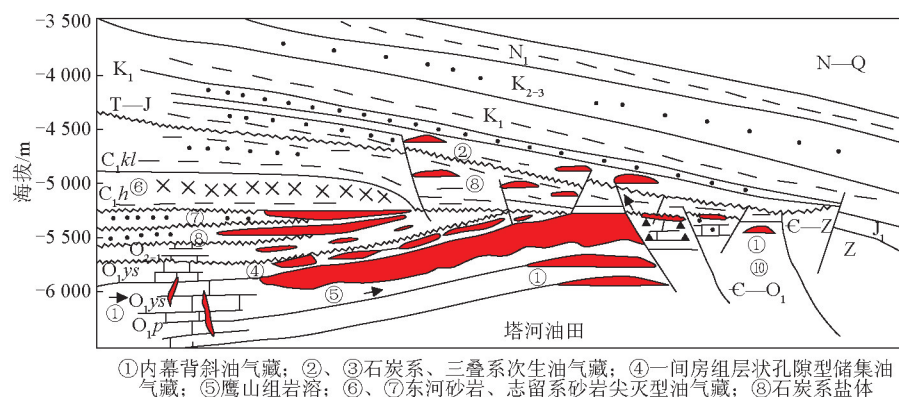 -3 500
N₁
N—Q
-4 000
K₁
K₂₋₃
T—J
-4 500
K₁
②
C₁kl
⑧
海拔/m
-5 000
⑥
C₁h
⑦
Є—Z
①
-5 500
⑧
Z
J₁
O₂₋₃
⑩
O₁ys
④
①
⑤
Є—O₁
-6 000
①
O₁ys
O₁p
塔河油田
①内幕背斜油气藏；②、③石炭系、三叠系次生油气藏；④一间房组层状孔隙型储集油
气藏；⑤鹰山组岩溶；⑥、⑦东河砂岩、志留系砂岩尖灭型油气藏；⑧石炭系盐体